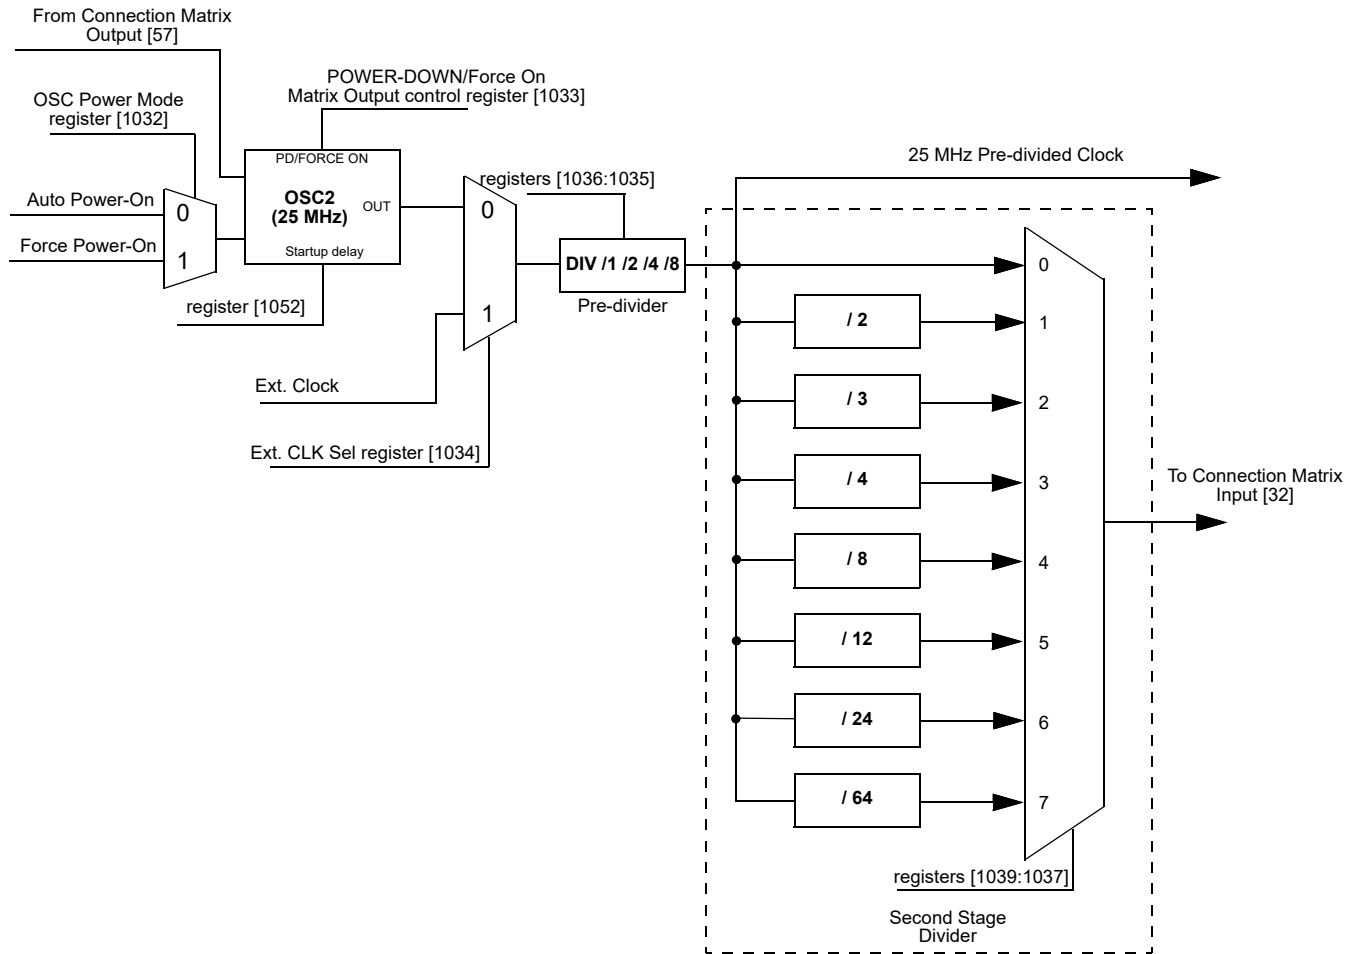 From Connection Matrix
Output [57]
POWER-DOWN/Force On
Matrix Output control register [1033]
OSC Power Mode
register [1032]
PD/FORCE ON
OSC2
(25 MHz)
OUT
Startup delay
Auto Power-On
0
Force Power-On
1
register [1052]
0
1
registers [1036:1035]
DIV /1 /2 /4 /8
Pre-divider
Ext. Clock
Ext. CLK Sel register [1034]
25 MHz Pre-divided Clock
0
/ 2
1
/ 3
2
/ 4
3
/ 8
4
/ 12
5
/ 24
6
/ 64
7
To Connection Matrix
Input [32]
registers [1039:1037]
Second Stage
Divider